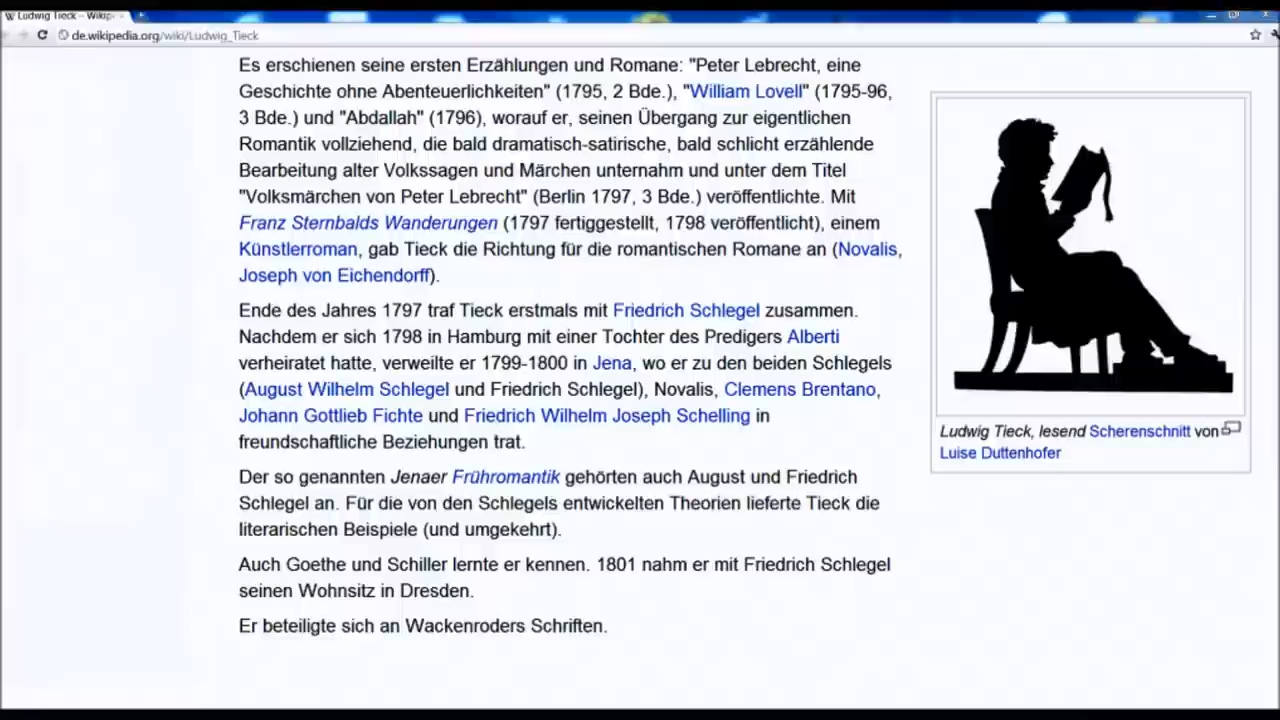 Ludwig Tieck – Wikipe
de.wikipedia.org/wiki/Ludwig_Tieck
Es erschienen seine ersten Erzählungen und Romane: "Peter Lebrecht, eine
Geschichte ohne Abenteuerlichkeiten" (1795, 2 Bde.), "William Lovell" (1795-96,
3 Bde.) und "Abdallah" (1796), worauf er, seinen Übergang zur eigentlichen
Romantik vollziehend, die bald dramatisch-satirische, bald schlicht erzählende
Bearbeitung alter Volkssagen und Märchen unternahm und unter dem Titel
"Volksmärchen von Peter Lebrecht" (Berlin 1797, 3 Bde.) veröffentlichte. Mit
Franz Sternbalds Wanderungen (1797 fertiggestellt, 1798 veröffentlicht), einem
Künstlerroman, gab Tieck die Richtung für die romantischen Romane an (Novalis,
Joseph von Eichendorff).
Ende des Jahres 1797 traf Tieck erstmals mit Friedrich Schlegel zusammen.
Nachdem er sich 1798 in Hamburg mit einer Tochter des Predigers Alberti
verheiratet hatte, verweilte er 1799-1800 in Jena, wo er zu den beiden Schlegels
(August Wilhelm Schlegel und Friedrich Schlegel), Novalis, Clemens Brentano,
Johann Gottlieb Fichte und Friedrich Wilhelm Joseph Schelling in
freundschaftliche Beziehungen trat.
Der so genannten Jenaer Frühromantik gehörten auch August und Friedrich
Schlegel an. Für die von den Schlegels entwickelten Theorien lieferte Tieck die
literarischen Beispiele (und umgekehrt).
Auch Goethe und Schiller lernte er kennen. 1801 nahm er mit Friedrich Schlegel
seinen Wohnsitz in Dresden.
Er beteiligte sich an Wackenroders Schriften.
Ludwig Tieck, lesend Scherenschnitt von
Luise Duttenhofer